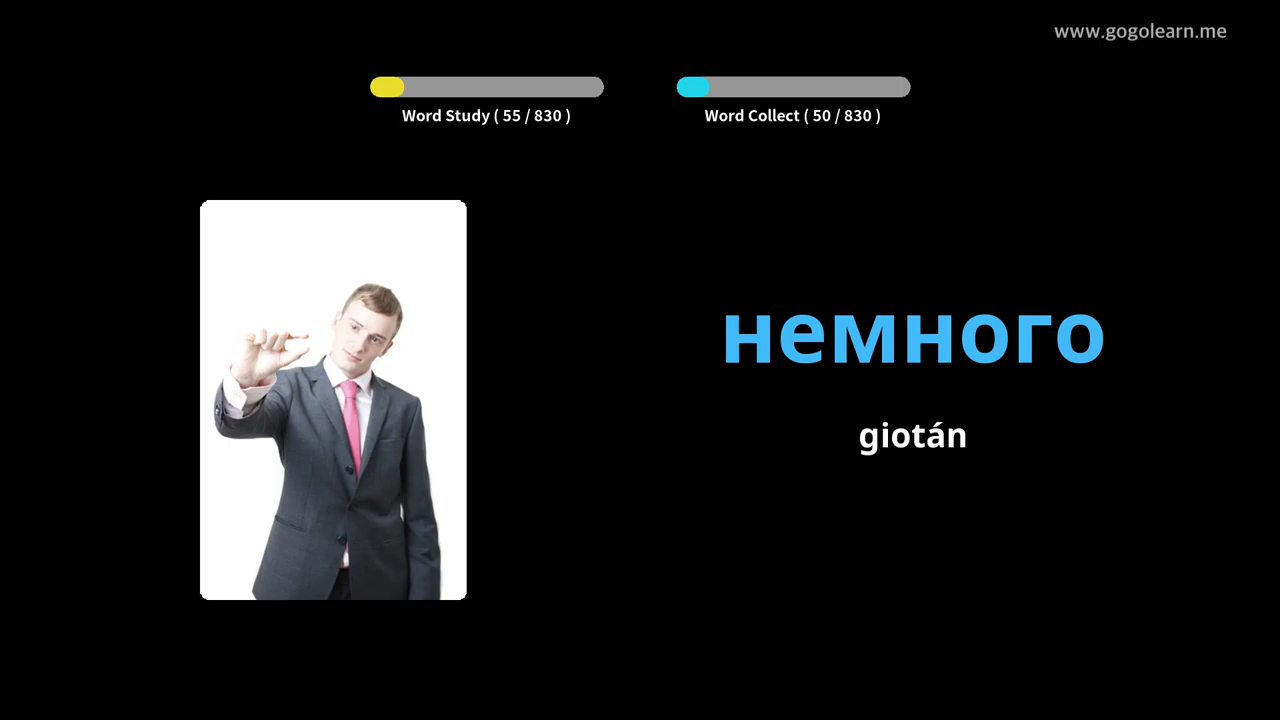 www.gogolearn.me
Word Study ( 55 / 830 )
Word Collect ( 50 / 830 )
немного
giotán